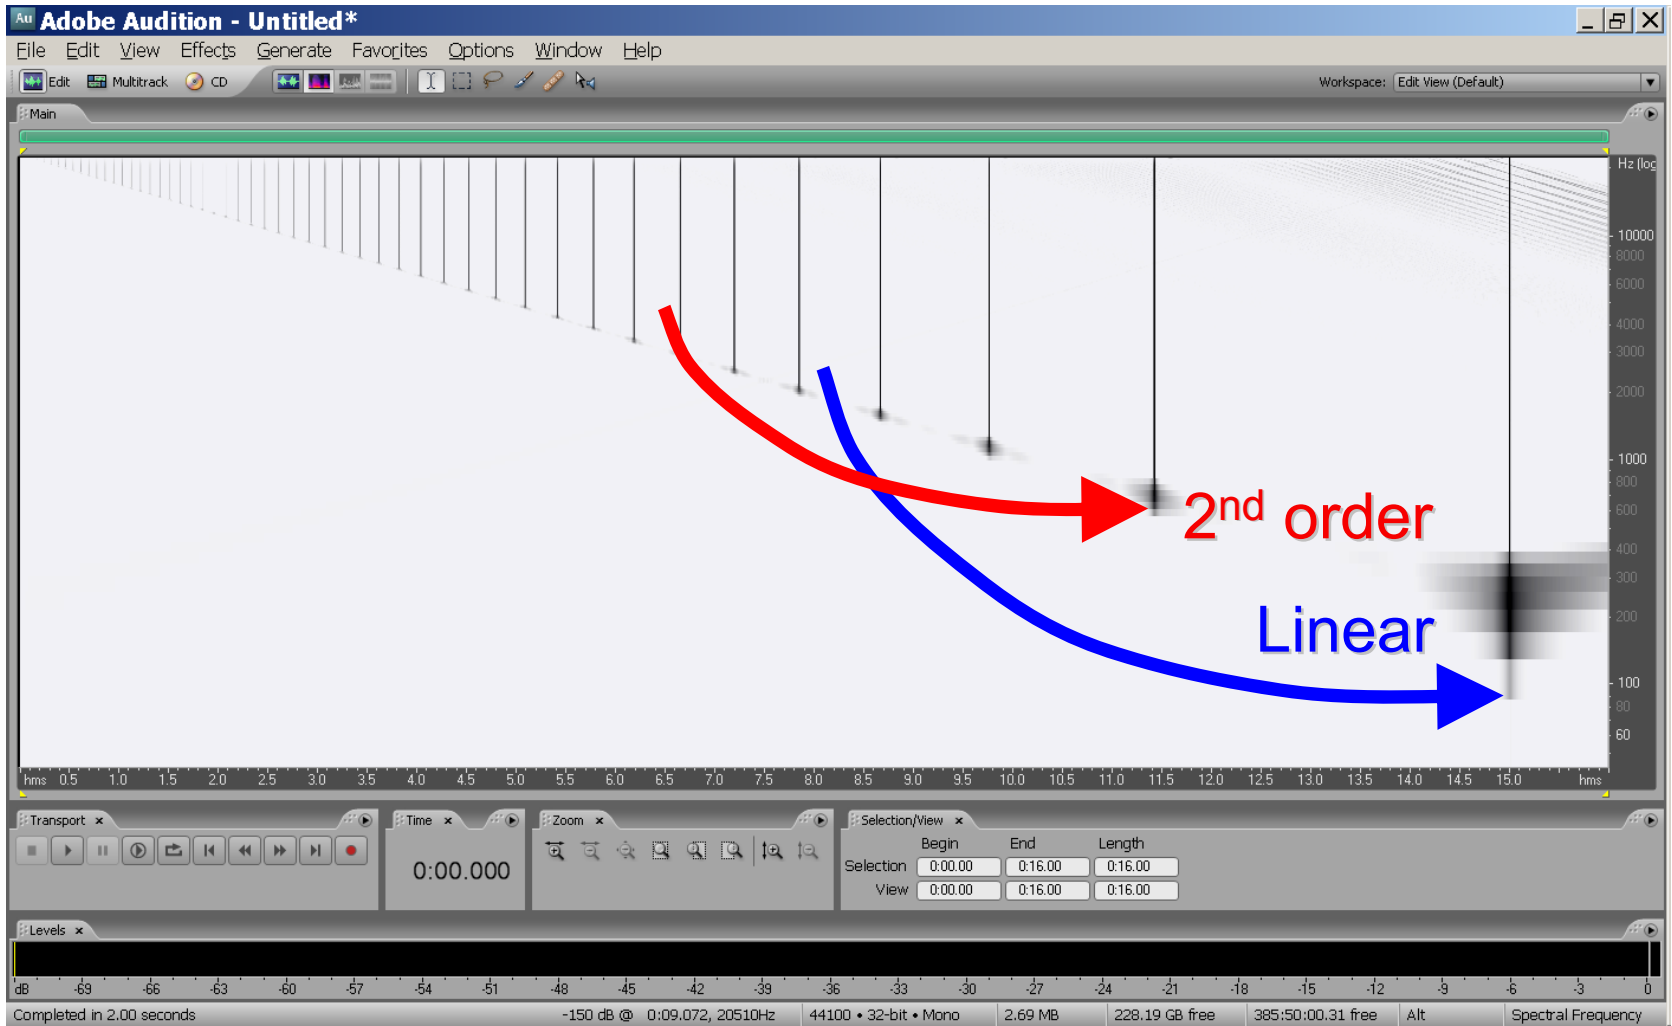 Au Adobe Audition - Untitled*
File Edit View Effects Generate Favorites Options Window Help
Edit Multitrack CD Workspace: Edit View (Default)
Main
Hz (log
10000
8000
6000
4000
3000
2000
1000
800
2nd order
600
400
300
Linear
200
100
80
60
hms 0.5 1.0 1.5 2.0 2.5 3.0 3.5 4.0 4.5 5.0 5.5 6.0 6.5 7.0 7.5 8.0 8.5 9.0 9.5 10.0 10.5 11.0 11.5 12.0 12.5 13.0 13.5 14.0 14.5 15.0 hms
Transport x Time x Zoom x Selection/View x
Begin End Length
Selection 0:00.00 0:16.00 0:16.00
View 0:00.00 0:16.00 0:16.00
0:00.000
Levels x
dB -69 -66 -63 -60 -57 -54 -51 -48 -45 -42 -39 -36 -33 -30 -27 -24 -21 -18 -15 -12 -9 -6 -3 0
Completed in 2.00 seconds -150 dB @ 0:09.072, 20510Hz 44100 • 32-bit • Mono 2.69 MB 228.19 GB free 385:50:00.31 free Alt Spectral Frequency